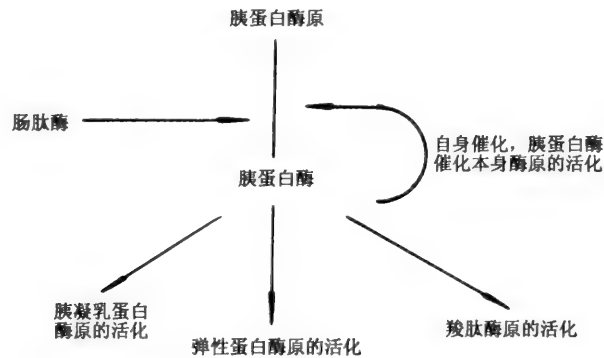 胰蛋白酶原
肠肽酶
自身催化，胰蛋白酶
催化本身酶原的活化
胰蛋白酶
胰凝乳蛋白
酶原的活化
弹性蛋白酶原的活化
羧肽酶原的活化